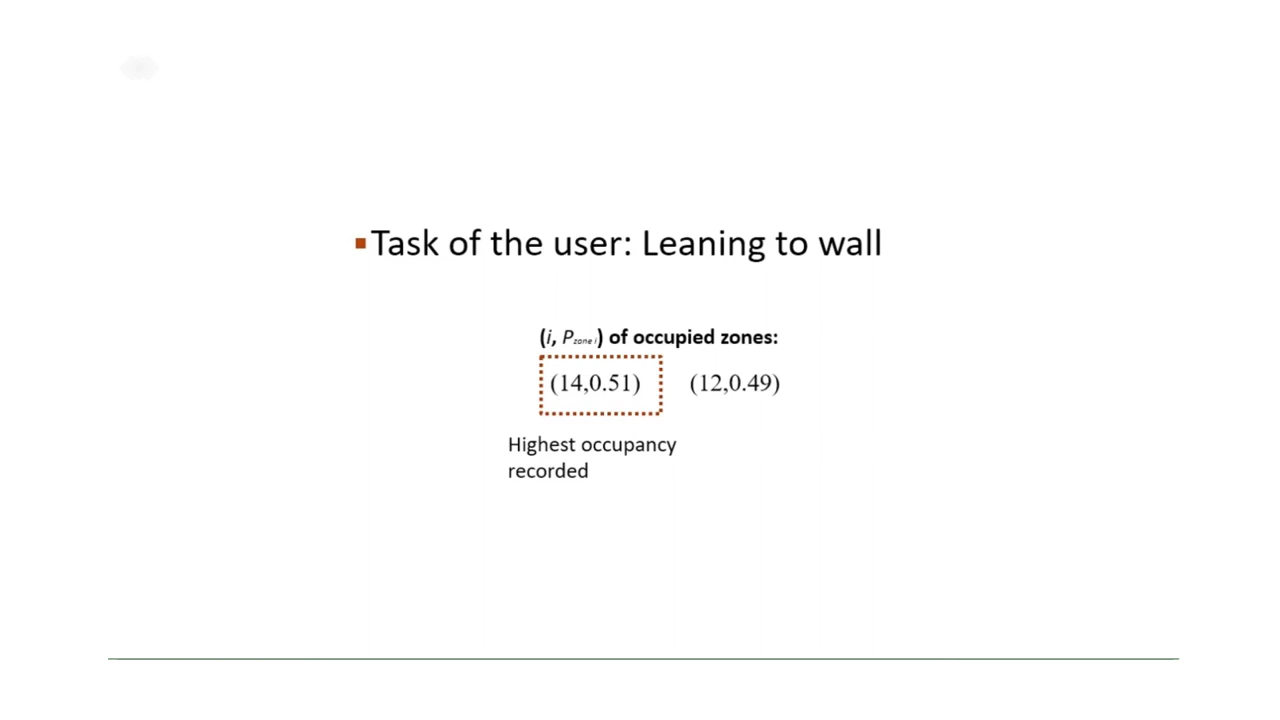 ▪Task of the user: Leaning to wall
(i, Pzone i) of occupied zones:
(14,0.51) (12,0.49)
Highest occupancy
recorded